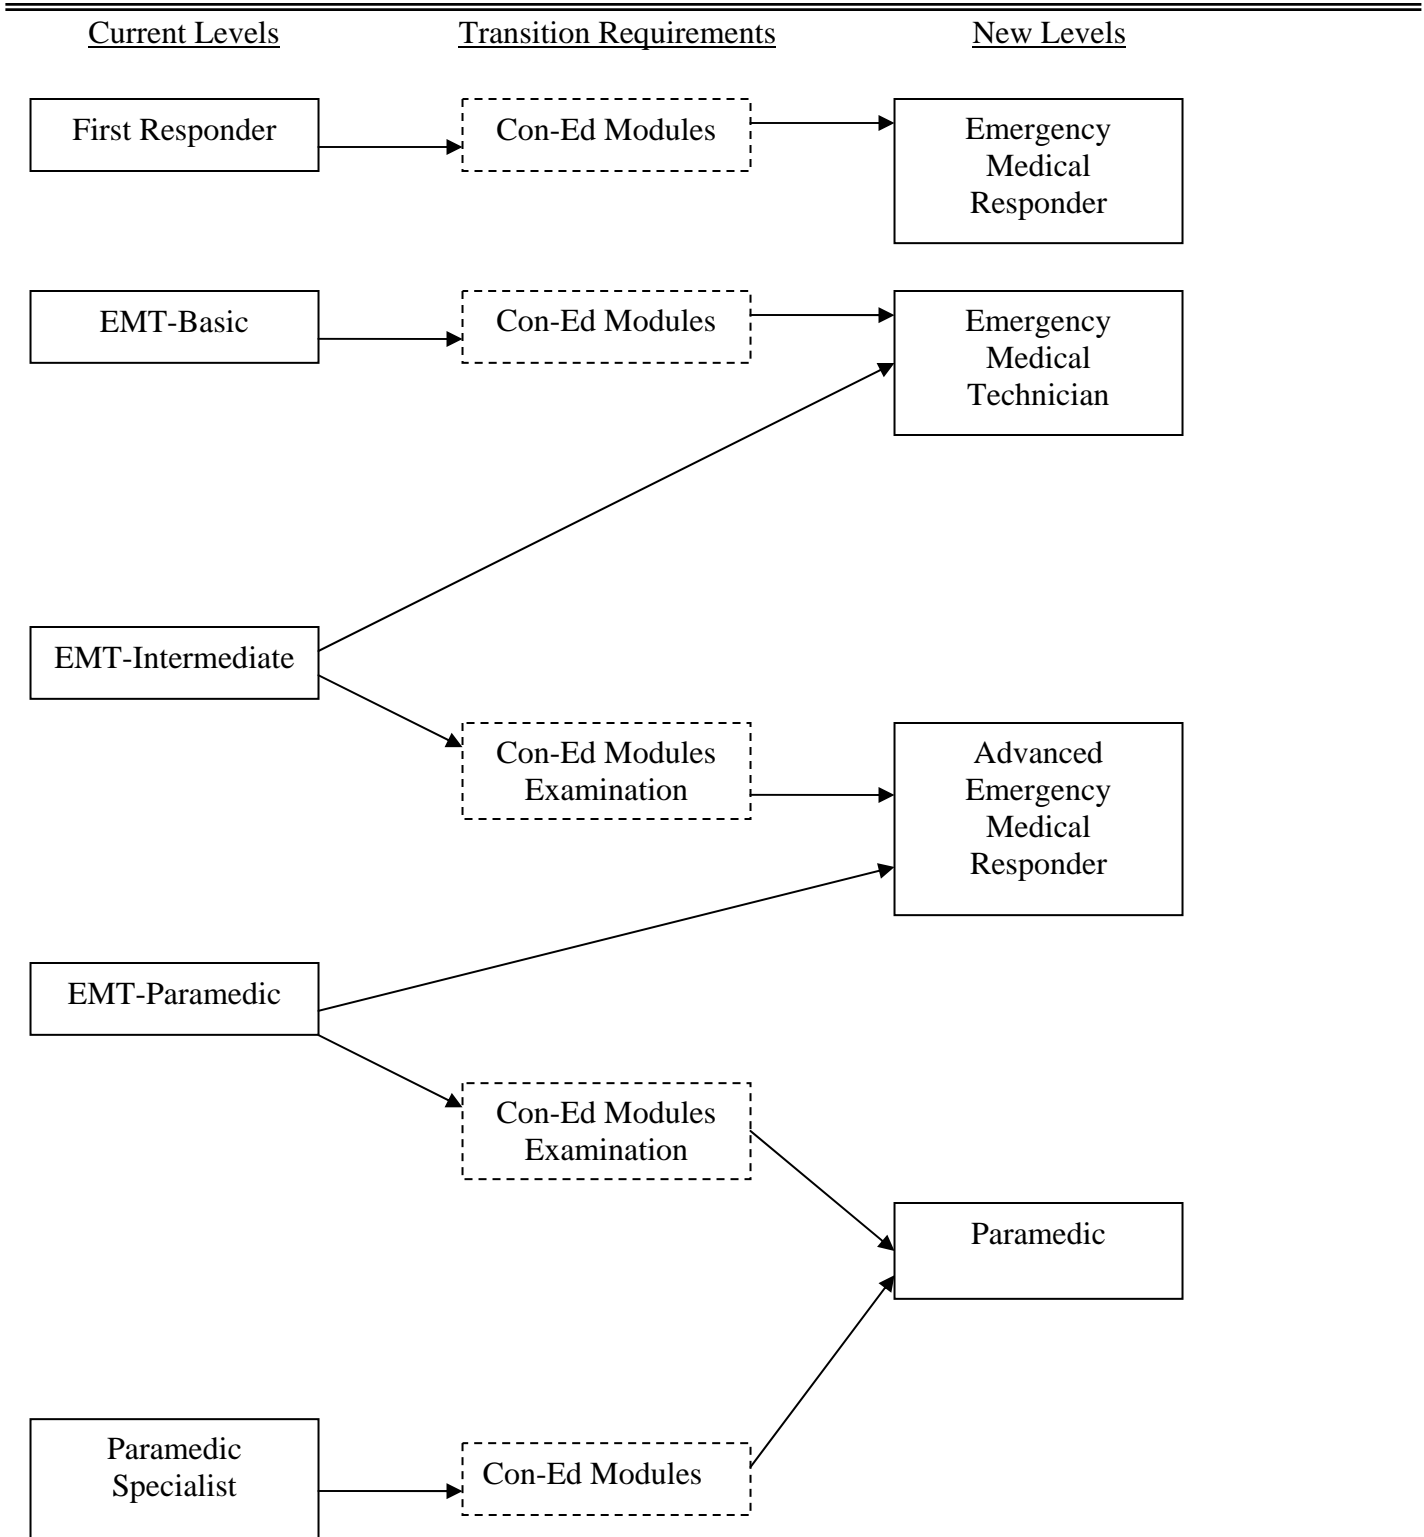 Current Levels
Transition Requirements
New Levels
First Responder
Con-Ed Modules
Emergency
Medical
Responder
EMT-Basic
Con-Ed Modules
Emergency
Medical
Technician
EMT-Intermediate
Con-Ed Modules
Examination
Advanced
Emergency
Medical
Responder
EMT-Paramedic
Con-Ed Modules
Examination
Paramedic
Paramedic
Specialist
Con-Ed Modules